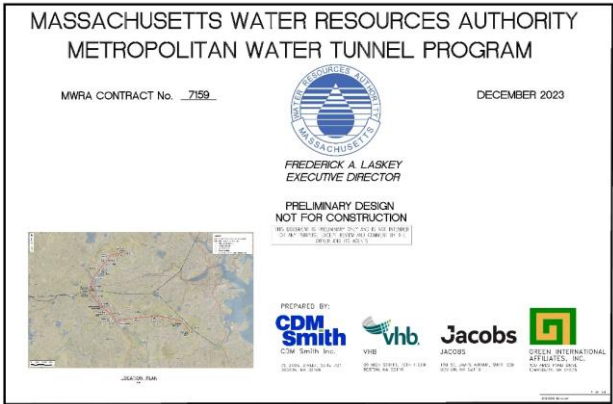 MASSACHUSETTS WATER RESOURCES AUTHORITY
METROPOLITAN WATER TUNNEL PROGRAM
MWRA CONTRACT No. 7159
DECEMBER 2023
WATER RESOURCES AUTHORITY
MASSACHUSETTS
FREDERICK A. LASKEY
EXECUTIVE DIRECTOR
PRELIMINARY DESIGN
NOT FOR CONSTRUCTION
LOCATION PLAN
PREPARED BY:
CDM
Smith
CDM Smith Inc.
vhb
VHB
Jacobs
JACOBS
GREEN INTERNATIONAL
AFFILIATES, INC.